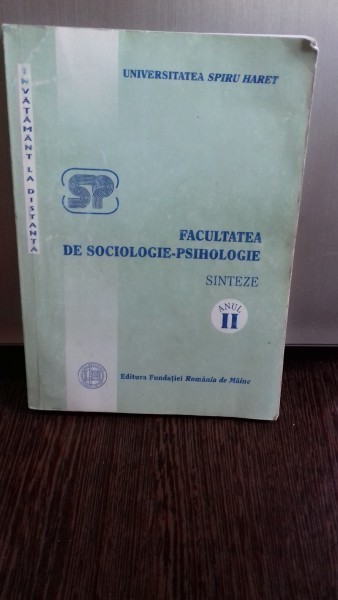 UNIVERSITATEA SPIRU HARET
ÎNVĂȚĂMÂNT LA DISTANȚĂ
SP
FACULTATEA
DE SOCIOLOGIE-PSIHOLOGIE
SINTEZE
ANUL
II
Editura Fundației România de Mâine